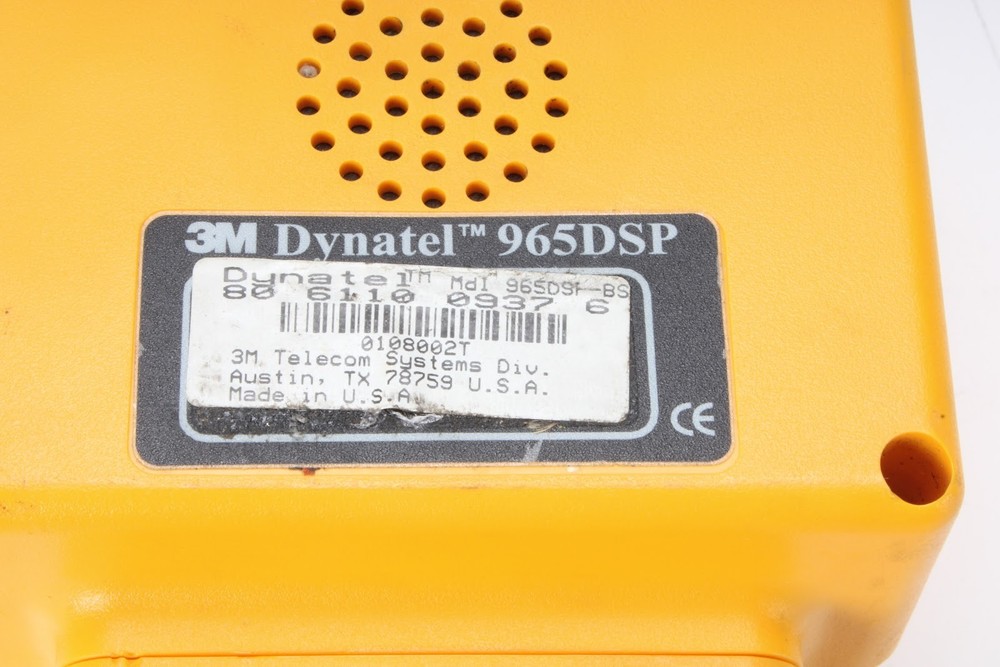 3M Dynatel™ 965DSP
Dynatel™ Mdl 965DSP-BS
80 6110 0937 6
0108002T
3M Telecom Systems Div.
Austin, TX 78759 U.S.A.
Made in U.S.A
CE